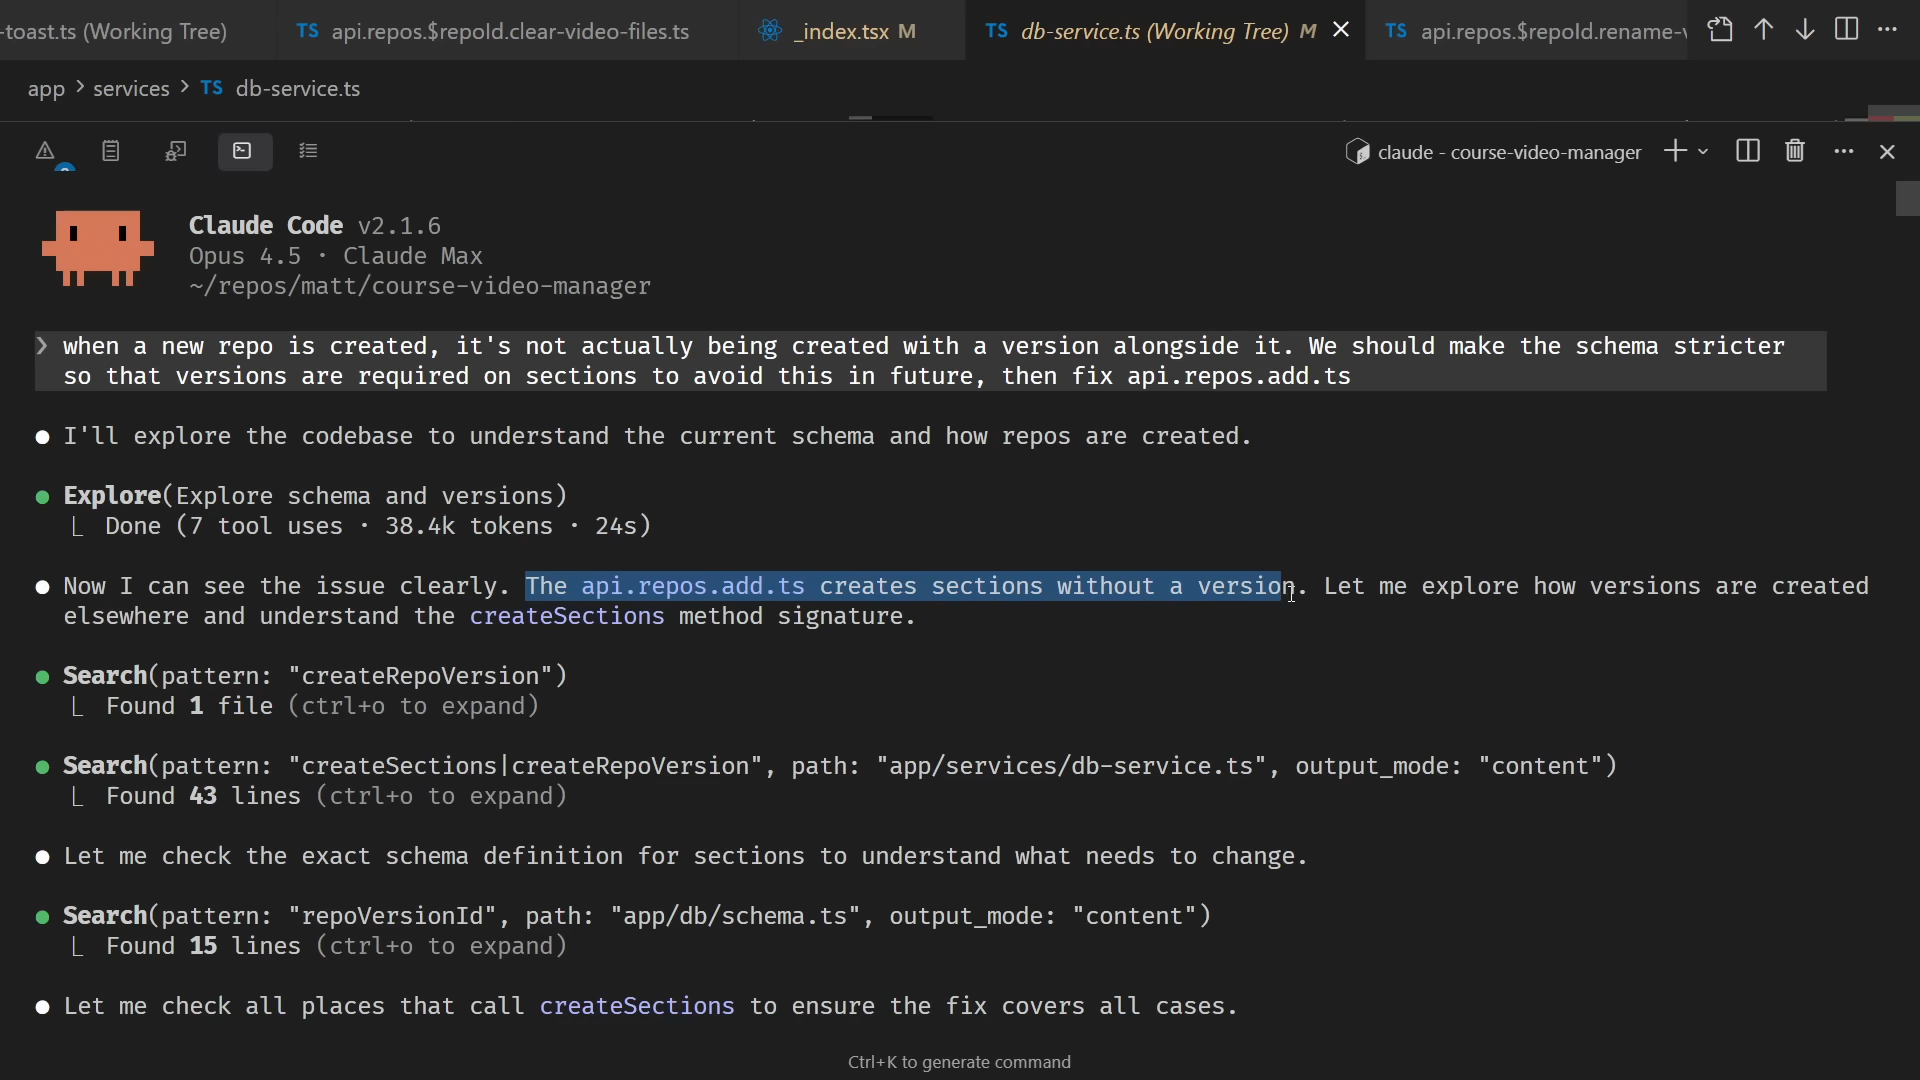 -toast.ts (Working Tree)
TS api.repos.$repoId.clear-video-files.ts
_index.tsx M
TS db-service.ts (Working Tree) M
TS api.repos.$repoId.rename-
app > services > TS db-service.ts
claude - course-video-manager
Claude Code v2.1.6
Opus 4.5 · Claude Max
~/repos/matt/course-video-manager
❯ when a new repo is created, it's not actually being created with a version alongside it. We should make the schema stricter
so that versions are required on sections to avoid this in future, then fix api.repos.add.ts
● I'll explore the codebase to understand the current schema and how repos are created.
● Explore(Explore schema and versions)
⎿ Done (7 tool uses · 38.4k tokens · 24s)
● Now I can see the issue clearly. The api.repos.add.ts creates sections without a version. Let me explore how versions are created
elsewhere and understand the createSections method signature.
● Search(pattern: "createRepoVersion")
⎿ Found 1 file (ctrl+o to expand)
● Search(pattern: "createSections|createRepoVersion", path: "app/services/db-service.ts", output_mode: "content")
⎿ Found 43 lines (ctrl+o to expand)
● Let me check the exact schema definition for sections to understand what needs to change.
● Search(pattern: "repoVersionId", path: "app/db/schema.ts", output_mode: "content")
⎿ Found 15 lines (ctrl+o to expand)
● Let me check all places that call createSections to ensure the fix covers all cases.
Ctrl+K to generate command